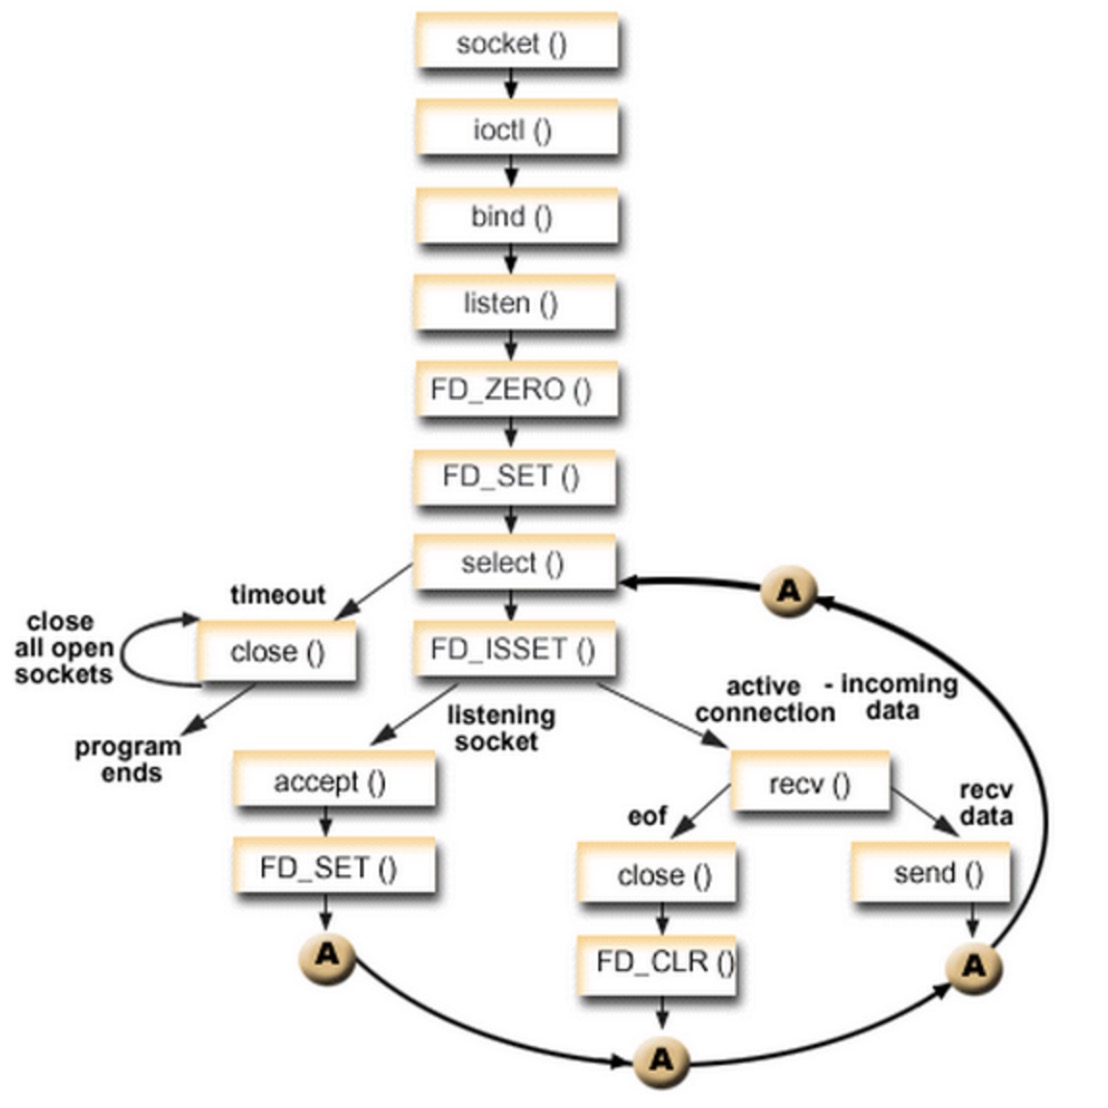 socket ()
ioctl ()
bind ()
listen ()
FD_ZERO ()
FD_SET ()
select ()
A
timeout
close
all open
sockets
close ()
FD_ISSET ()
program
ends
listening
socket
active - incoming
connection data
accept ()
recv ()
eof
recv
data
FD_SET ()
close ()
send ()
A
FD_CLR ()
A
A